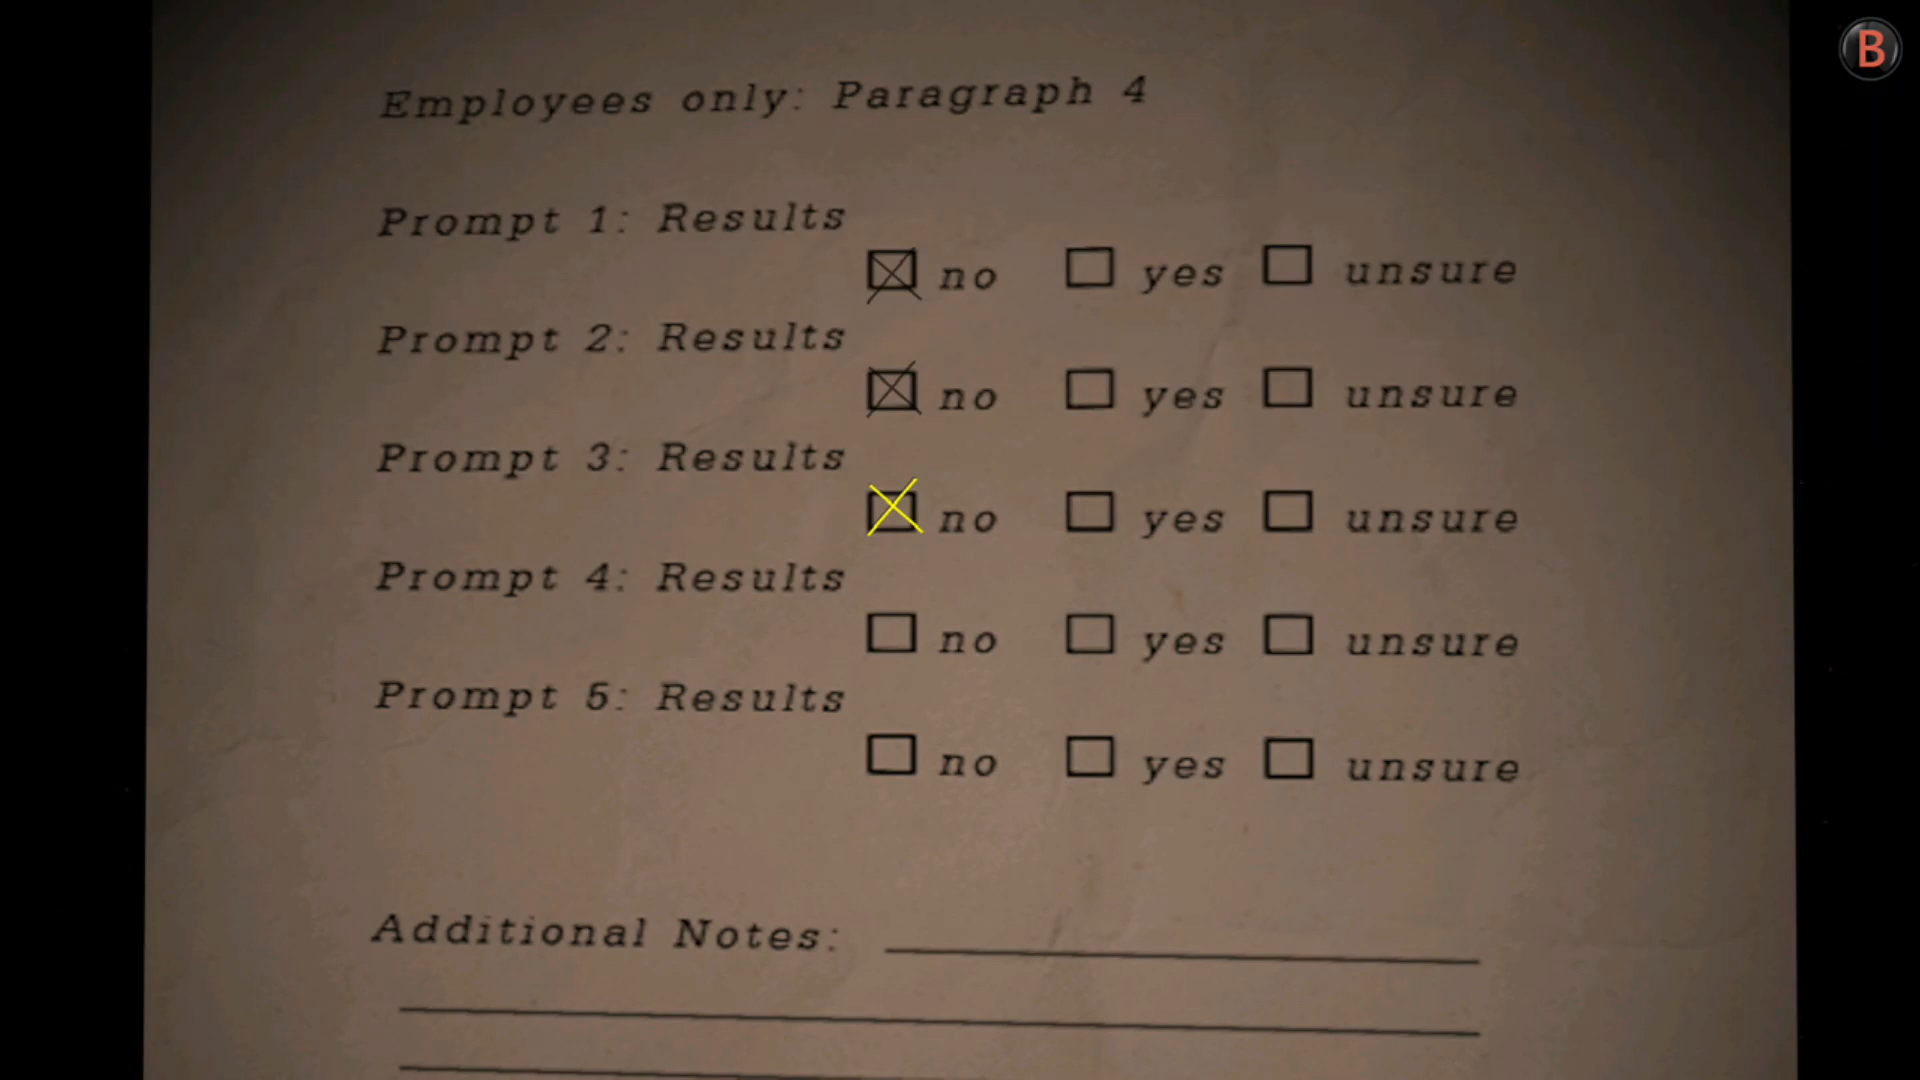 B
Employees only: Paragraph 4
Prompt 1: Results
no yes unsure
Prompt 2: Results
no yes unsure
Prompt 3: Results
no yes unsure
Prompt 4: Results
no yes unsure
Prompt 5: Results
no yes unsure
Additional Notes: